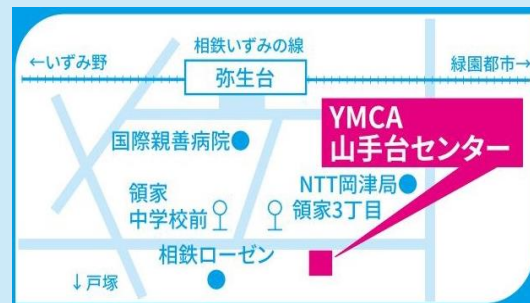 相鉄いずみの線
←いずみ野
弥生台
緑園都市→
YMCA
山手台センター
国際親善病院
NTT岡津局
領家
中学校前
領家3丁目
相鉄ローゼン
↓戸塚